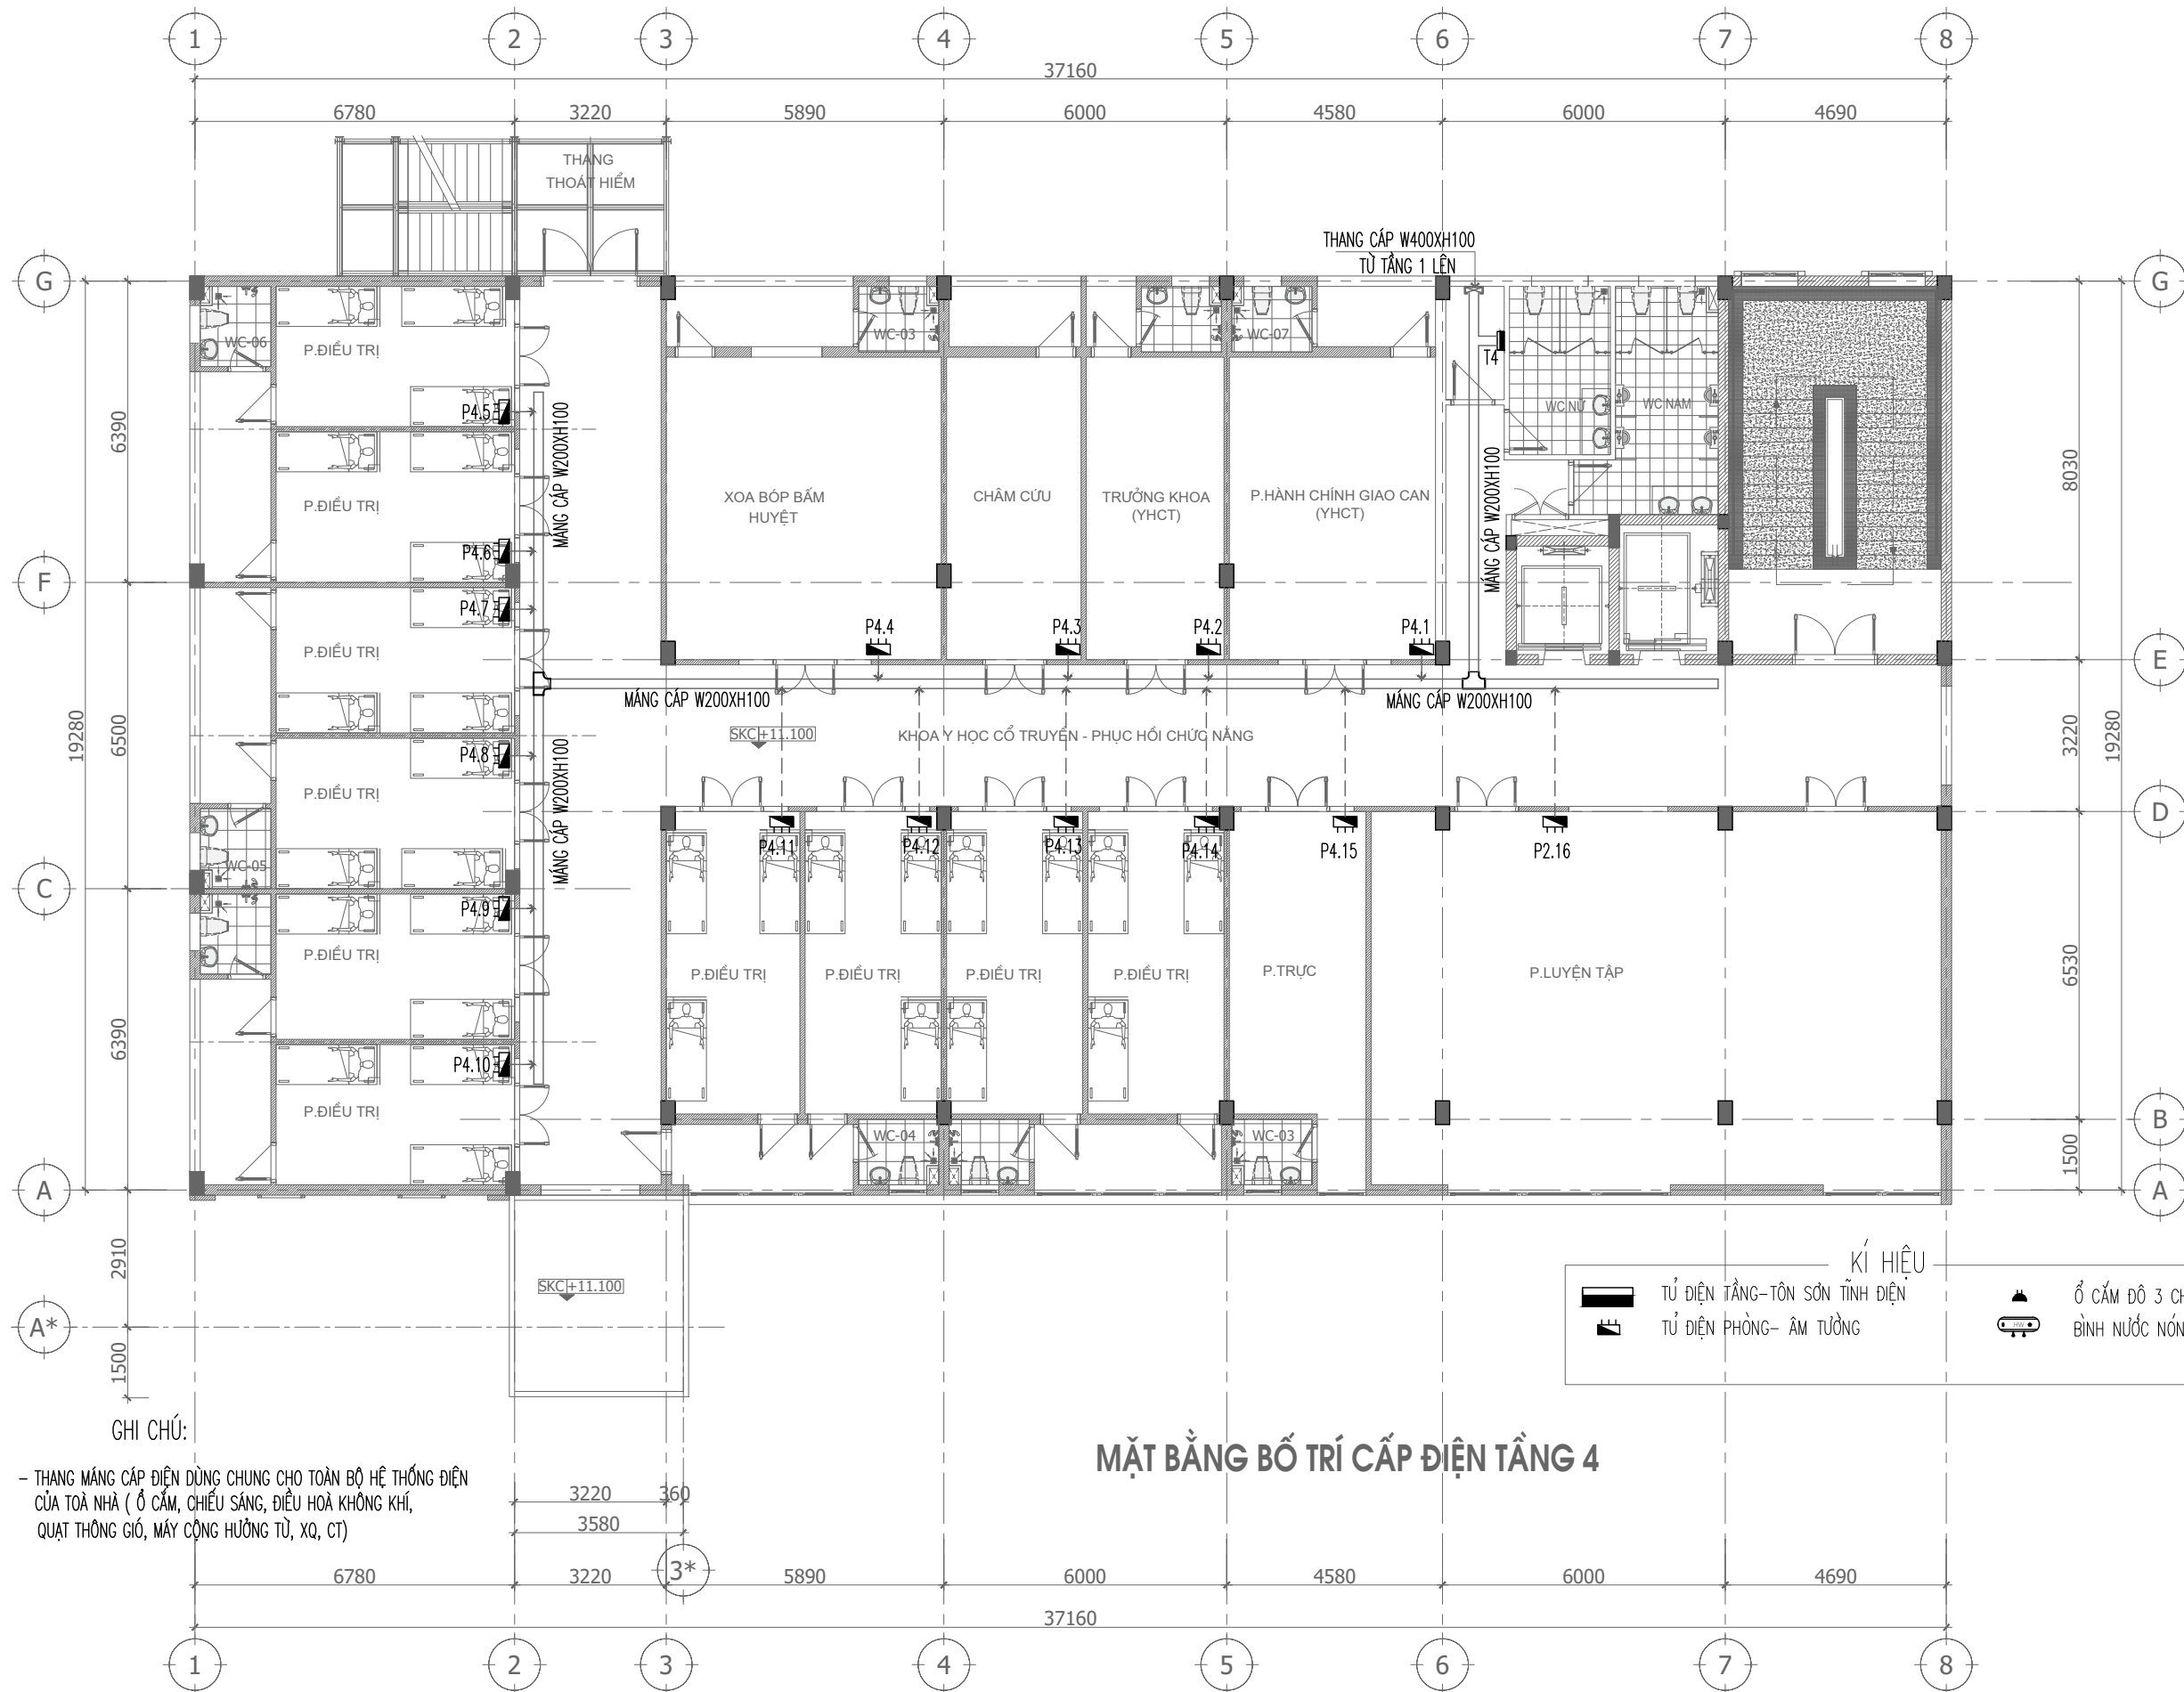 1 2 3 4 5 6 7 8
37160
6780 3220 5890 6000 4580 6000 4690
THANG
THOÁT HIỂM
THANG CÁP W400XH100
TỪ TẦNG 1 LÊN
G G
WC-06
P.ĐIỀU TRỊ
WC-03
WC-07
T4
WC NỮ
WC NAM
P4.5
MÁNG CÁP W200XH100
6390
8030
MÁNG CÁP W200XH100
XOA BÓP BẤM
HUYỆT
CHÂM CỨU
TRƯỞNG KHOA
(YHCT)
P.HÀNH CHÍNH GIAO CAN
(YHCT)
P.ĐIỀU TRỊ
P4.6
F
P4.7
P4.4
P4.3
P4.2
P4.1
P.ĐIỀU TRỊ
E
MÁNG CÁP W200XH100
MÁNG CÁP W200XH100
19280
6500
3220
19280
SKC+11.100
KHOA Y HỌC CỔ TRUYỀN - PHỤC HỒI CHỨC NĂNG
P4.8
MÁNG CÁP W200XH100
P.ĐIỀU TRỊ
D
P4.11
P4.12
P4.13
P4.14
P4.15
P2.16
WC-05
C
P4.9
P.ĐIỀU TRỊ
P.ĐIỀU TRỊ
P.ĐIỀU TRỊ
P.ĐIỀU TRỊ
P.ĐIỀU TRỊ
P.TRỰC
P.LUYỆN TẬP
6530
6390
P4.10
P.ĐIỀU TRỊ
B
WC-04
WC-03
1500
A A
2910
SKC+11.100
A*
1500
KÍ HIỆU
TỦ ĐIỆN TẦNG-TÔN SƠN TĨNH ĐIỆN
Ổ CẮM ĐÔ 3 CH
TỦ ĐIỆN PHÒNG- ÂM TƯỜNG
HW
BÌNH NƯỚC NÓN
GHI CHÚ:
- THANG MÁNG CÁP ĐIỆN DÙNG CHUNG CHO TOÀN BỘ HỆ THỐNG ĐIỆN
CỦA TOÀ NHÀ ( Ổ CẮM, CHIẾU SÁNG, ĐIỀU HOÀ KHÔNG KHÍ,
QUẠT THÔNG GIÓ, MÁY CỘNG HƯỞNG TỪ, XQ, CT)
MẶT BẰNG BỐ TRÍ CẤP ĐIỆN TẦNG 4
3220 360
3580
3*
6780 3220 5890 6000 4580 6000 4690
37160
1 2 3 4 5 6 7 8